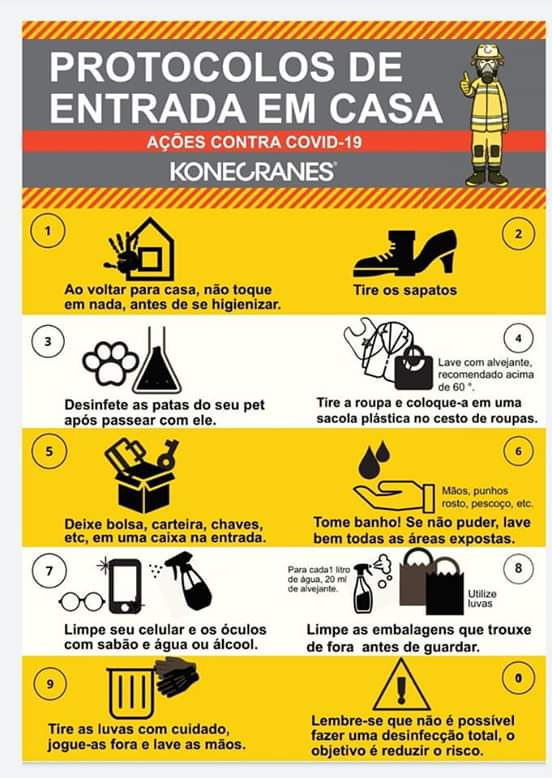 PROTOCOLOS DE
ENTRADA EM CASA
AÇÕES CONTRA COVID-19
KONECRANES®
1
Ao voltar para casa, não toque
em nada, antes de se higienizar.
2
Tire os sapatos
3
Desinfete as patas do seu pet
após passear com ele.
4
Lave com alvejante,
recomendado acima
de 60 °.
Tire a roupa e coloque-a em uma
sacola plástica no cesto de roupas.
5
Deixe bolsa, carteira, chaves,
etc, em uma caixa na entrada.
6
Mãos, punhos
rosto, pescoço, etc.
Tome banho! Se não puder, lave
bem todas as áreas expostas.
7
Limpe seu celular e os óculos
com sabão e água ou álcool.
8
Para cada1 litro
de água, 20 ml
de alvejante.
Utilize
luvas
Limpe as embalagens que trouxe
de fora antes de guardar.
9
Tire as luvas com cuidado,
jogue-as fora e lave as mãos.
0
Lembre-se que não é possível
fazer uma desinfecção total, o
objetivo é reduzir o risco.